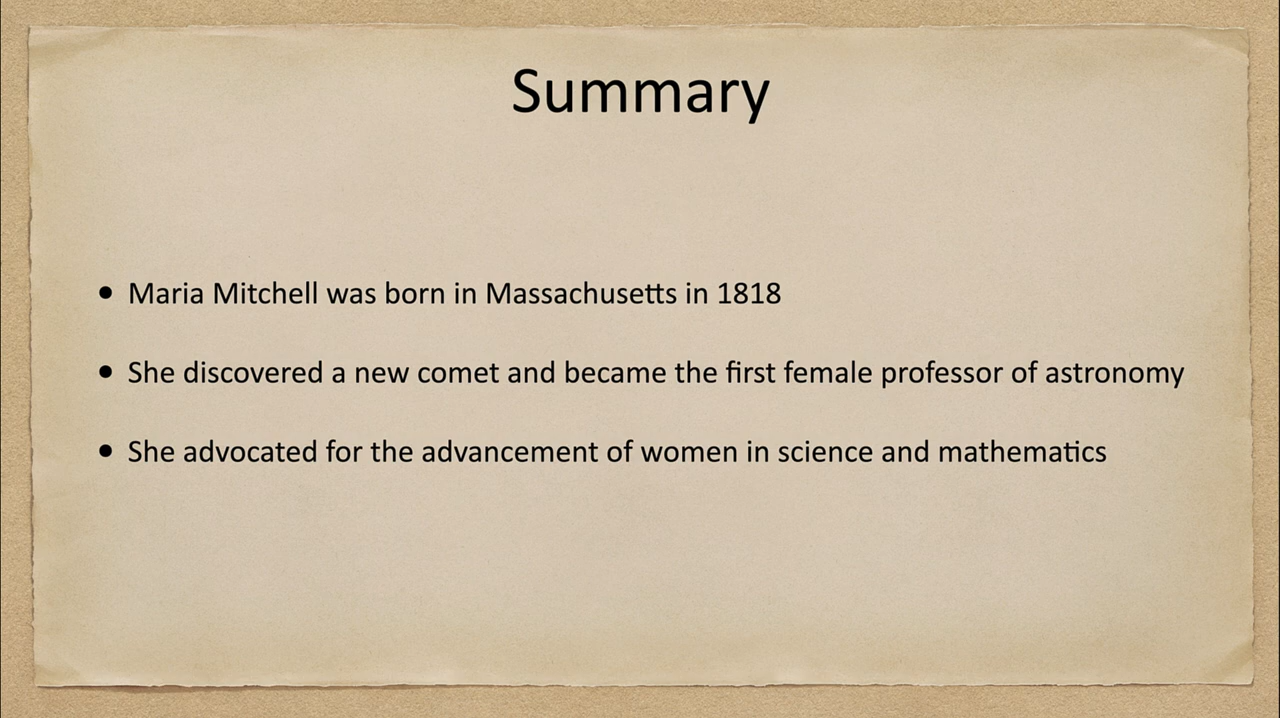 Summary
• Maria Mitchell was born in Massachusetts in 1818
• She discovered a new comet and became the first female professor of astronomy
• She advocated for the advancement of women in science and mathematics